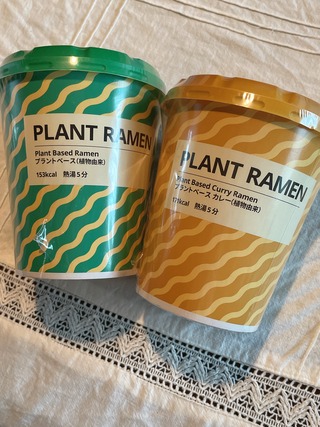 PLANT RAMEN
Plant Based Ramen
プラントベース(植物由来)
153kcal 熱湯5分
PLANT RAMEN
Plant Based Curry Ramen
プラントベース カレー(植物由来)
171kcal 熱湯5分